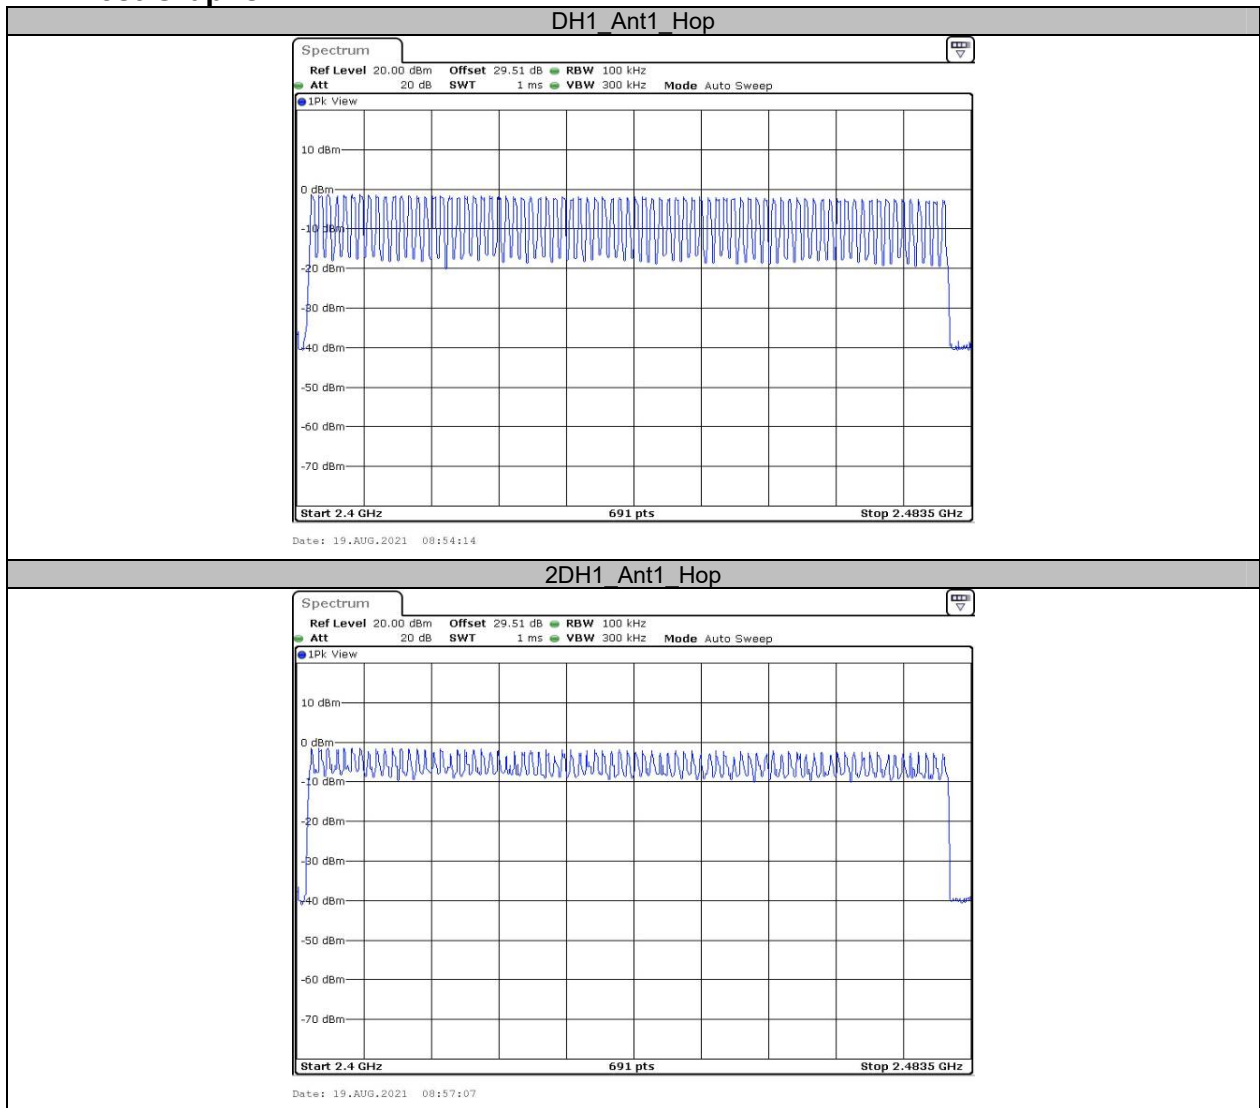 DH1_Ant1_Hop
Spectrum
Ref Level 20.00 dBm Offset 29.51 dB RBW 100 kHz
Att 20 dB SWT 1 ms VBW 300 kHz Mode Auto Sweep
1Pk View
10 dBm
0 dBm
-10 dBm
-20 dBm
-30 dBm
-40 dBm
-50 dBm
-60 dBm
-70 dBm
Start 2.4 GHz 691 pts Stop 2.4835 GHz
Date: 19.AUG.2021 08:54:14
2DH1_Ant1_Hop
Spectrum
Ref Level 20.00 dBm Offset 29.51 dB RBW 100 kHz
Att 20 dB SWT 1 ms VBW 300 kHz Mode Auto Sweep
1Pk View
10 dBm
0 dBm
-10 dBm
-20 dBm
-30 dBm
-40 dBm
-50 dBm
-60 dBm
-70 dBm
Start 2.4 GHz 691 pts Stop 2.4835 GHz
Date: 19.AUG.2021 08:57:07